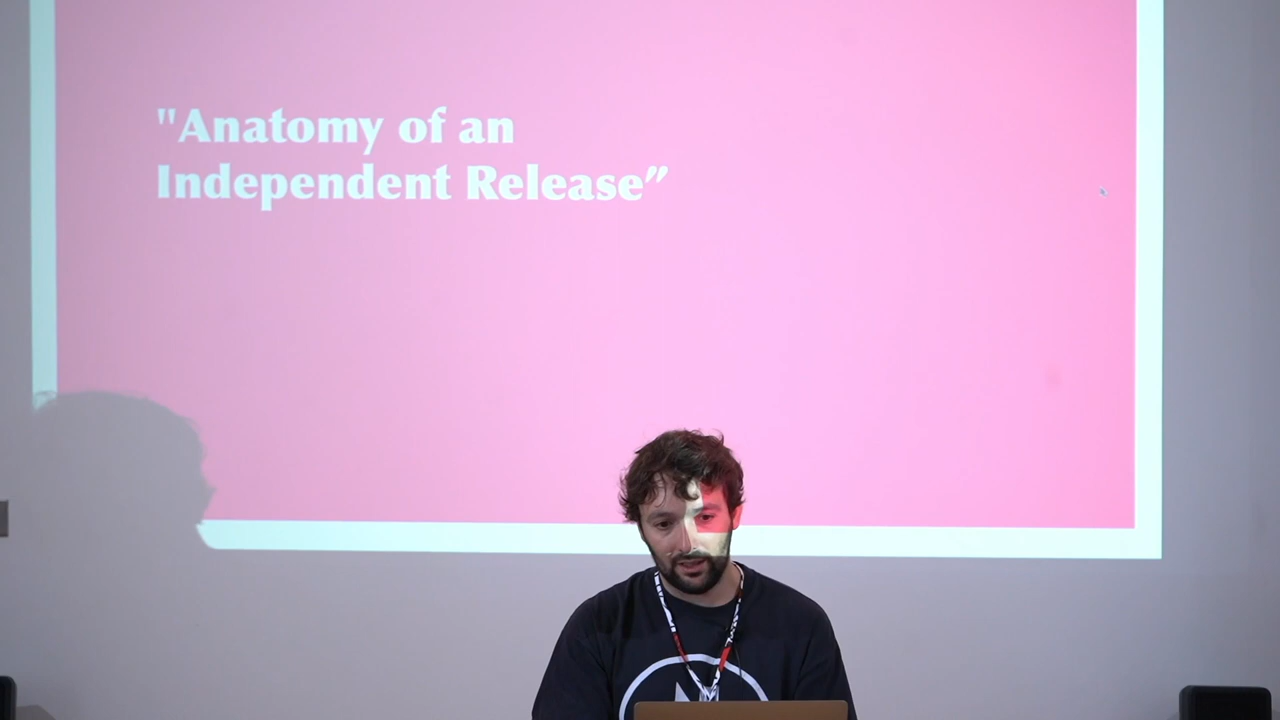 "Anatomy of an
Independent Release”